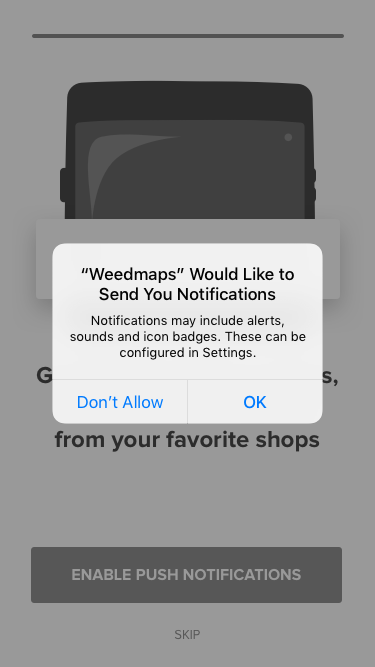 “Weedmaps” Would Like to
Send You Notifications
Notifications may include alerts,
sounds and icon badges. These can be
configured in Settings.
Don’t Allow
OK
from your favorite shops
ENABLE PUSH NOTIFICATIONS
SKIP